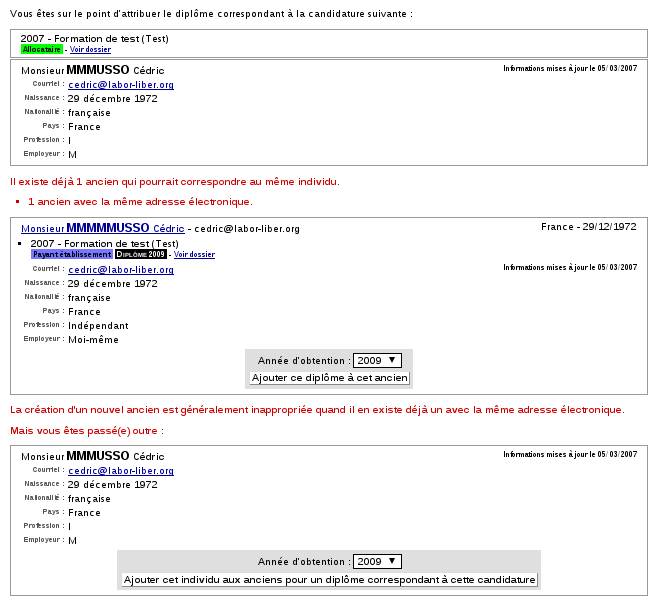 Vous êtes sur le point d'attribuer le diplôme correspondant à la candidature suivante :
2007 - Formation de test (Test)
Allocataire - Voir dossier
Monsieur MMMUSSO Cédric
Informations mises à jour le 05/03/2007
Courriel : cedric@labor-liber.org
Naissance : 29 décembre 1972
Nationalité : française
Pays : France
Profession : I
Employeur : M
Il existe déjà 1 ancien qui pourrait correspondre au même individu.
1 ancien avec la même adresse électronique.
Monsieur MMMMMUSSO Cédric - cedric@labor-liber.org
France - 29/12/1972
2007 - Formation de test (Test)
Payant établissement Diplômé 2009 - Voir dossier
Courriel : cedric@labor-liber.org
Informations mises à jour le 05/03/2007
Naissance : 29 décembre 1972
Nationalité : française
Pays : France
Profession : Indépendant
Employeur : Moi-même
Année d'obtention : 2009
Ajouter ce diplôme à cet ancien
La création d'un nouvel ancien est généralement inappropriée quand il en existe déjà un avec la même adresse électronique.
Mais vous êtes passé(e) outre :
Monsieur MMMUSSO Cédric
Informations mises à jour le 05/03/2007
Courriel : cedric@labor-liber.org
Naissance : 29 décembre 1972
Nationalité : française
Pays : France
Profession : I
Employeur : M
Année d'obtention : 2009
Ajouter cet individu aux anciens pour un diplôme correspondant à cette candidature